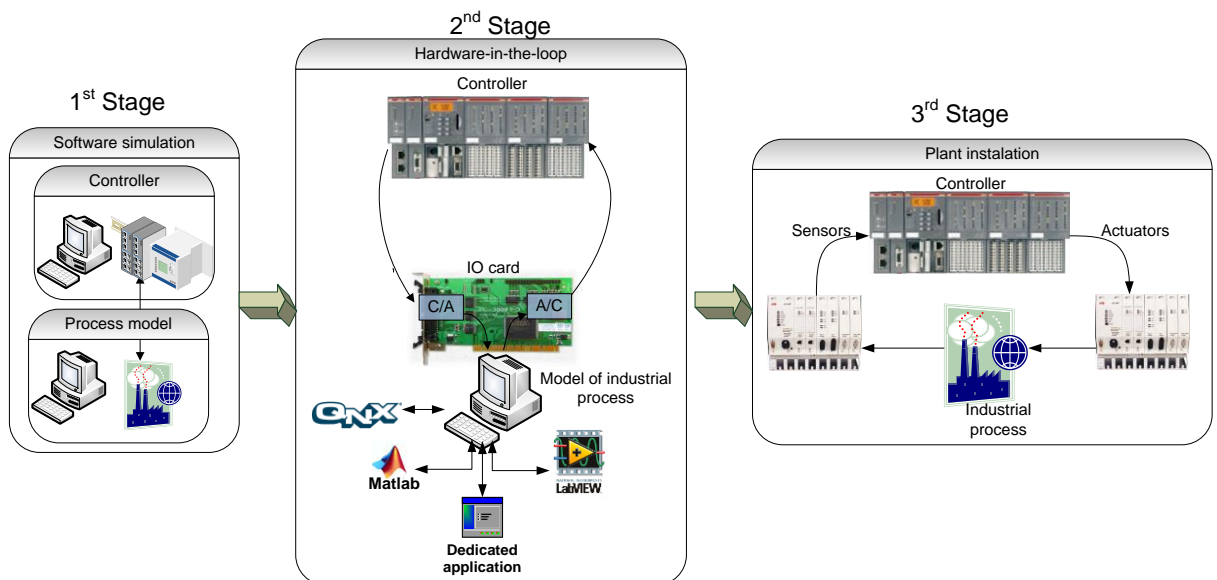 1st Stage
Software simulation
Controller
Process model
2nd Stage
Hardware-in-the-loop
Controller
IO card
C/A
A/C
Model of industrial
process
QNX
Matlab
LabVIEW
Dedicated
application
3rd Stage
Plant instalation
Controller
Sensors
Actuators
Industrial
process